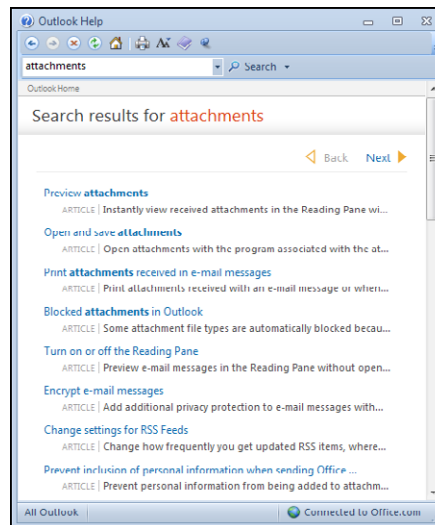 Outlook Help
attachments
Search
Outlook Home
Search results for attachments
Back Next
Preview attachments
ARTICLE | Instantly view received attachments in the Reading Pane wi...
Open and save attachments
ARTICLE | Open attachments with the program associated with the at...
Print attachments received in e-mail messages
ARTICLE | Print attachments received with an e-mail message or when...
Blocked attachments in Outlook
ARTICLE | Some attachment file types are automatically blocked becau...
Turn on or off the Reading Pane
ARTICLE | Preview e-mail messages in the Reading Pane without open...
Encrypt e-mail messages
ARTICLE | Add additional privacy protection to e-mail messages with...
Change settings for RSS Feeds
ARTICLE | Change how frequently you get updated RSS items, where...
Prevent inclusion of personal information when sending Office ...
ARTICLE | Prevent personal information from being added to attachm...
All Outlook Connected to Office.com